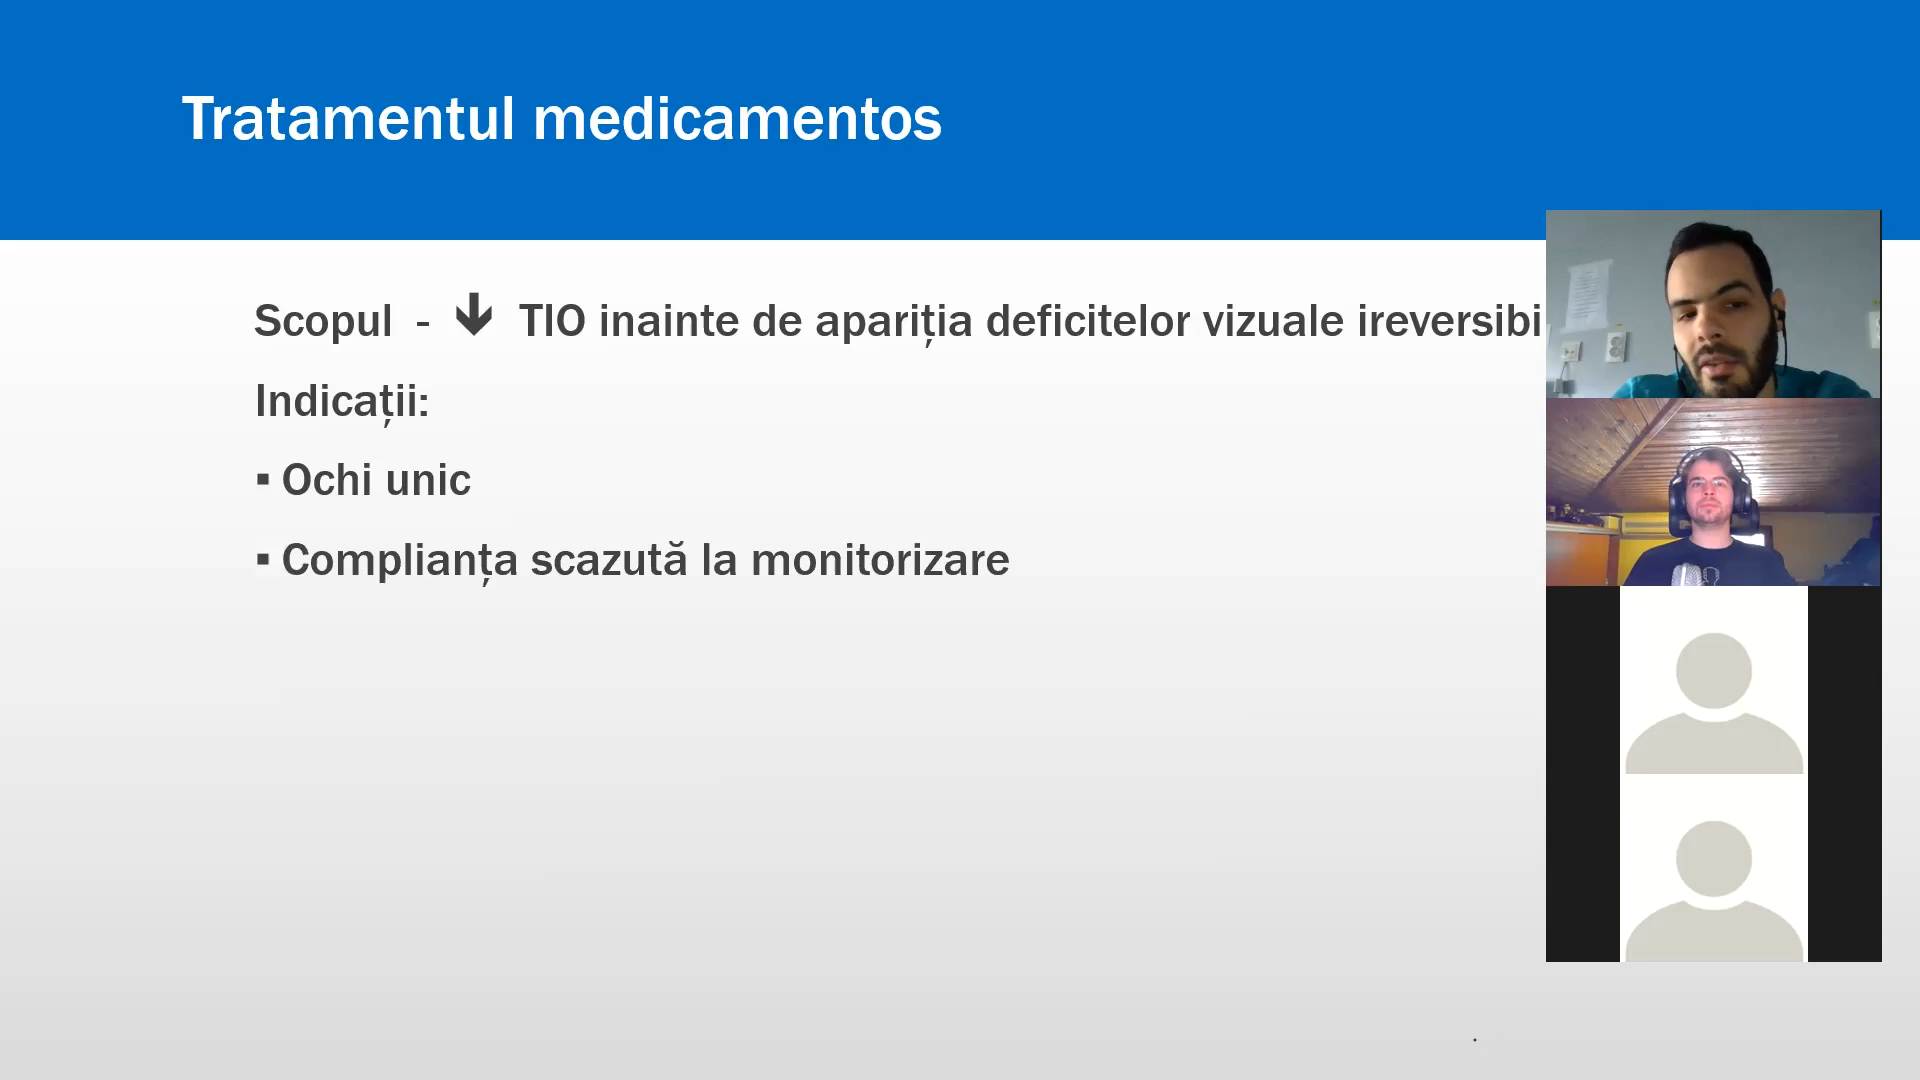 Tratamentul medicamentos
Scopul - 🡻 TIO inainte de apariția deficitelor vizuale ireversibi
Indicații:
▪ Ochi unic
▪ Complianța scazută la monitorizare